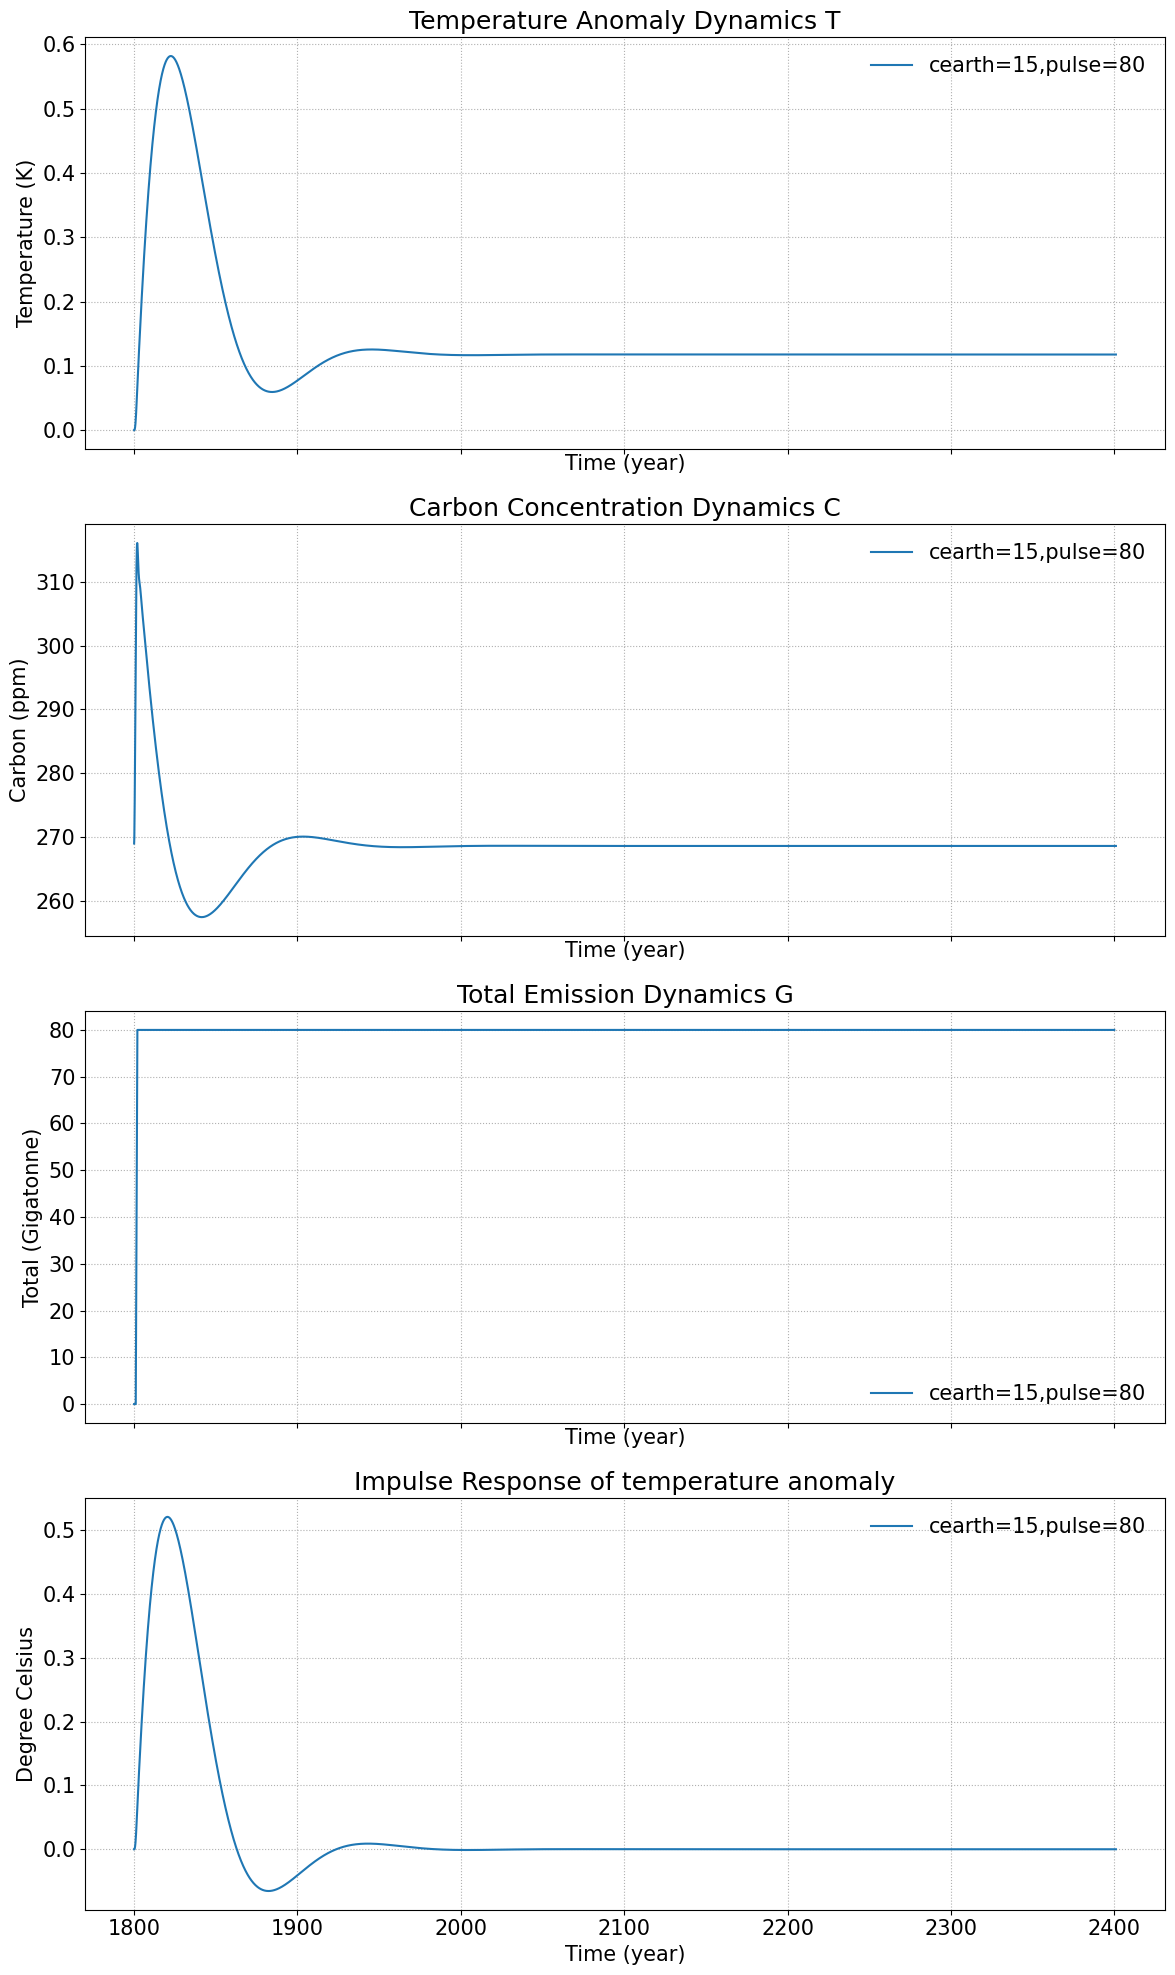 Temperature Anomaly Dynamics T
cearth=15,pulse=80
Temperature (K)
0.6
0.5
0.4
0.3
0.2
0.1
0.0
Time (year)
Carbon Concentration Dynamics C
cearth=15,pulse=80
Carbon (ppm)
310
300
290
280
270
260
Time (year)
Total Emission Dynamics G
Total (Gigatonne)
80
70
60
50
40
30
20
10
0
cearth=15,pulse=80
Time (year)
Impulse Response of temperature anomaly
cearth=15,pulse=80
Degree Celsius
0.5
0.4
0.3
0.2
0.1
0.0
1800 1900 2000 2100 2200 2300 2400
Time (year)